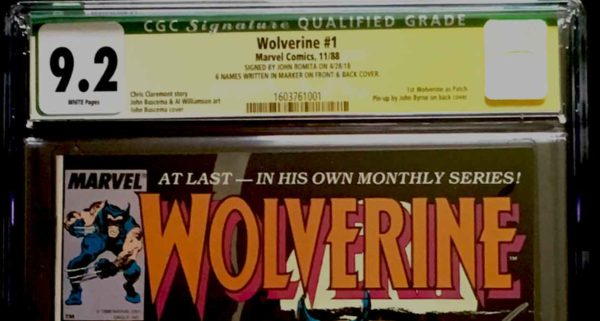 CGC Signature QUALIFIED GRADE
9.2
WHITE Pages
Wolverine #1
Marvel Comics, 11/88
SIGNED BY JOHN ROMITA ON 4/28/18
6 NAMES WRITTEN IN MARKER ON FRONT & BACK COVER.
Chris Claremont story
John Buscema & Al Williamson art
John Buscema cover
1st Wolverine as Patch
Pin-up by John Byrne on back cover
1603761001
MARVEL
AT LAST — IN HIS OWN MONTHLY SERIES!
WOLVERINE
TM